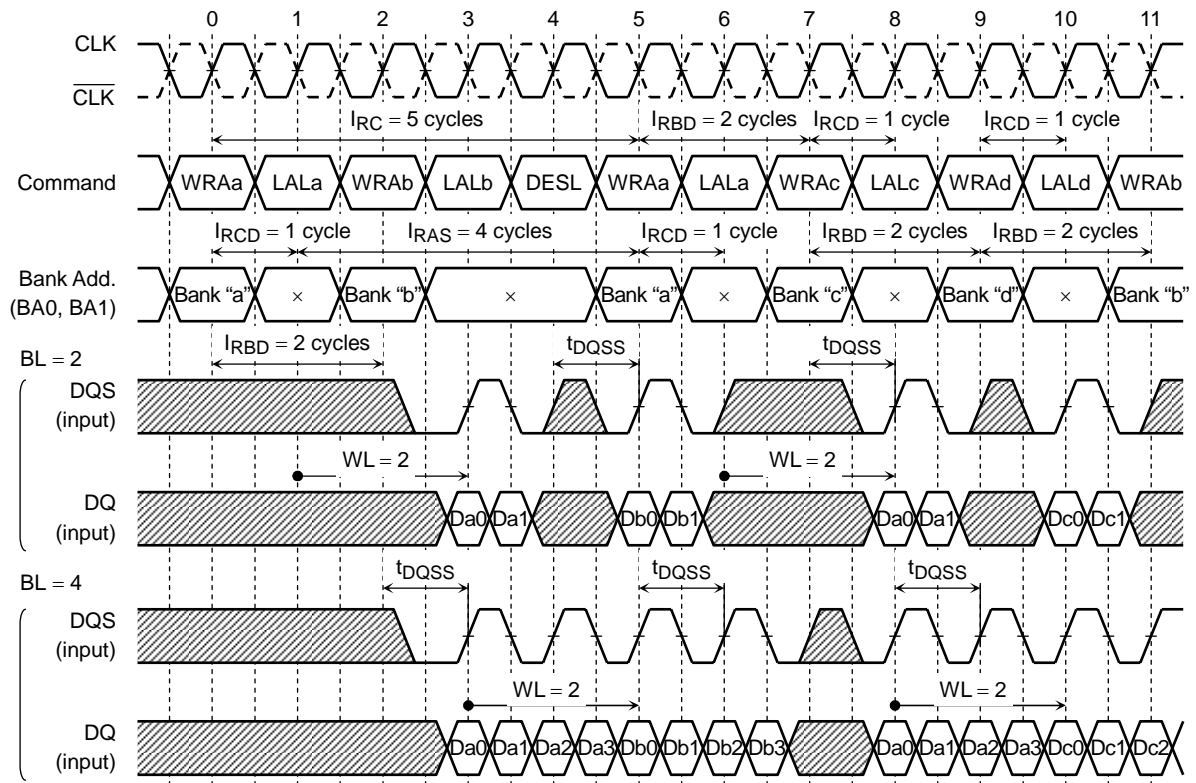 0 1 2 3 4 5 6 7 8 9 10 11
CLK
CLK
IRC = 5 cycles IRBD = 2 cycles IRCD = 1 cycle IRCD = 1 cycle
Command WRAa LALa WRAb LALb DESL WRAa LALa WRAc LALc WRAd LALd WRAb
IRCD = 1 cycle IRAS = 4 cycles IRCD = 1 cycle IRBD = 2 cycles IRBD = 2 cycles
Bank Add.
(BA0, BA1)
Bank "a" × Bank "b" × Bank "a" × Bank "c" × Bank "d" × Bank "b"
IRBD = 2 cycles tDQSS tDQSS
BL = 2
DQS
(input)
WL = 2 WL = 2
DQ
(input)
Da0 Da1 Db0 Db1 Da0 Da1 Dc0 Dc1
BL = 4
tDQSS tDQSS tDQSS
DQS
(input)
WL = 2 WL = 2
DQ
(input)
Da0 Da1 Da2 Da3 Db0 Db1 Db2 Db3 Da0 Da1 Da2 Da3 Dc0 Dc1 Dc2